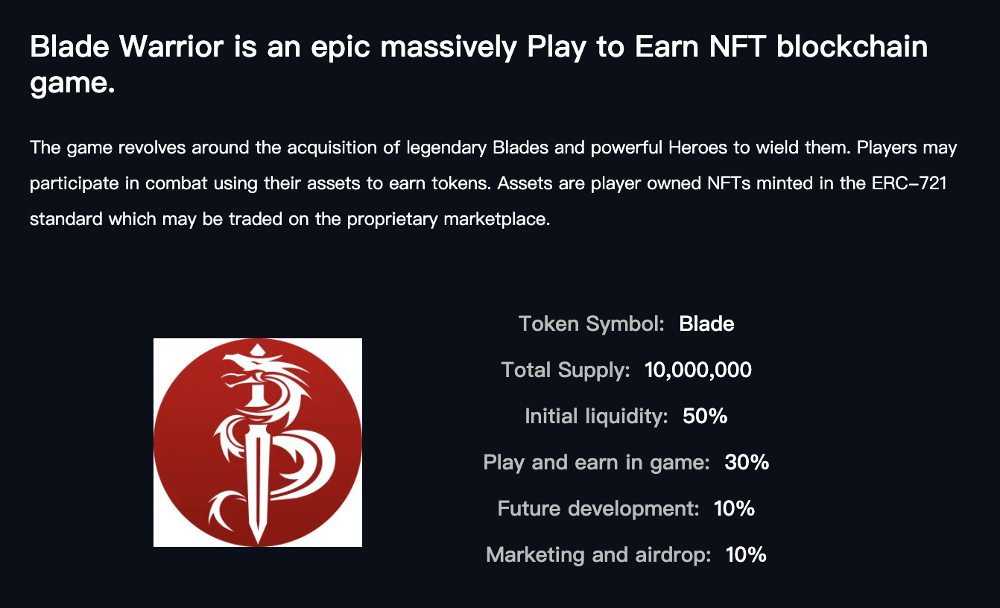 Blade Warrior is an epic massively Play to Earn NFT blockchain
game.
The game revolves around the acquisition of legendary Blades and powerful Heroes to wield them. Players may
participate in combat using their assets to earn tokens. Assets are player owned NFTs minted in the ERC-721
standard which may be traded on the proprietary marketplace.
Token Symbol: Blade
Total Supply: 10,000,000
Initial liquidity: 50%
Play and earn in game: 30%
Future development: 10%
Marketing and airdrop: 10%